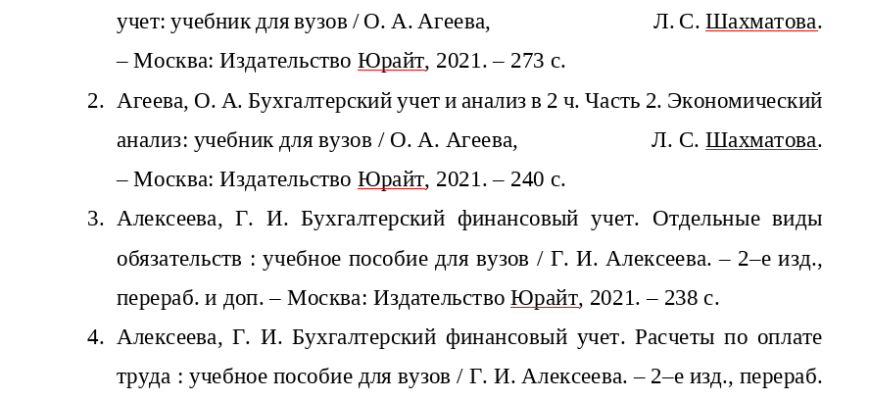 учет: учебник для вузов / О. А. Агеева, Л. С. Шахматова.
– Москва: Издательство Юрайт, 2021. – 273 с.
2. Агеева, О. А. Бухгалтерский учет и анализ в 2 ч. Часть 2. Экономический
анализ: учебник для вузов / О. А. Агеева, Л. С. Шахматова.
– Москва: Издательство Юрайт, 2021. – 240 с.
3. Алексеева, Г. И. Бухгалтерский финансовый учет. Отдельные виды
обязательств : учебное пособие для вузов / Г. И. Алексеева. – 2–е изд.,
перераб. и доп. – Москва: Издательство Юрайт, 2021. – 238 с.
4. Алексеева, Г. И. Бухгалтерский финансовый учет. Расчеты по оплате
труда : учебное пособие для вузов / Г. И. Алексеева. – 2–е изд., перераб.